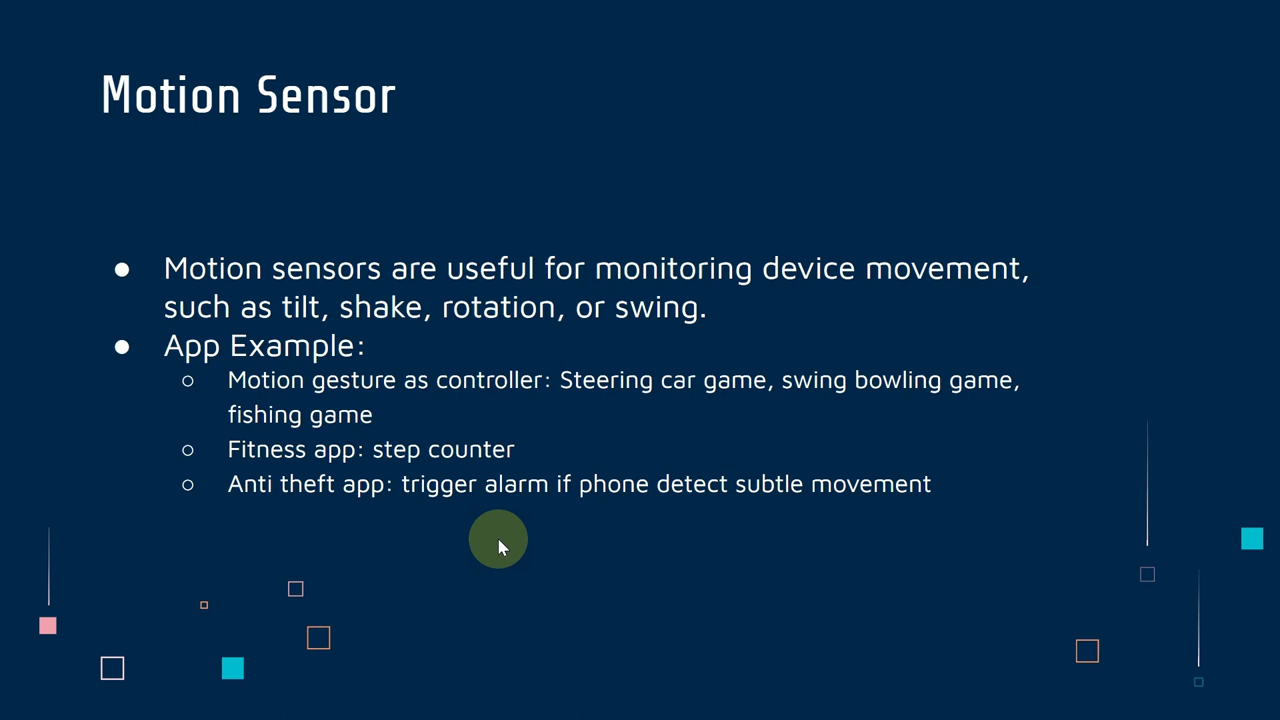 Motion Sensor
● Motion sensors are useful for monitoring device movement,
such as tilt, shake, rotation, or swing.
● App Example:
○ Motion gesture as controller: Steering car game, swing bowling game,
fishing game
○ Fitness app: step counter
○ Anti theft app: trigger alarm if phone detect subtle movement